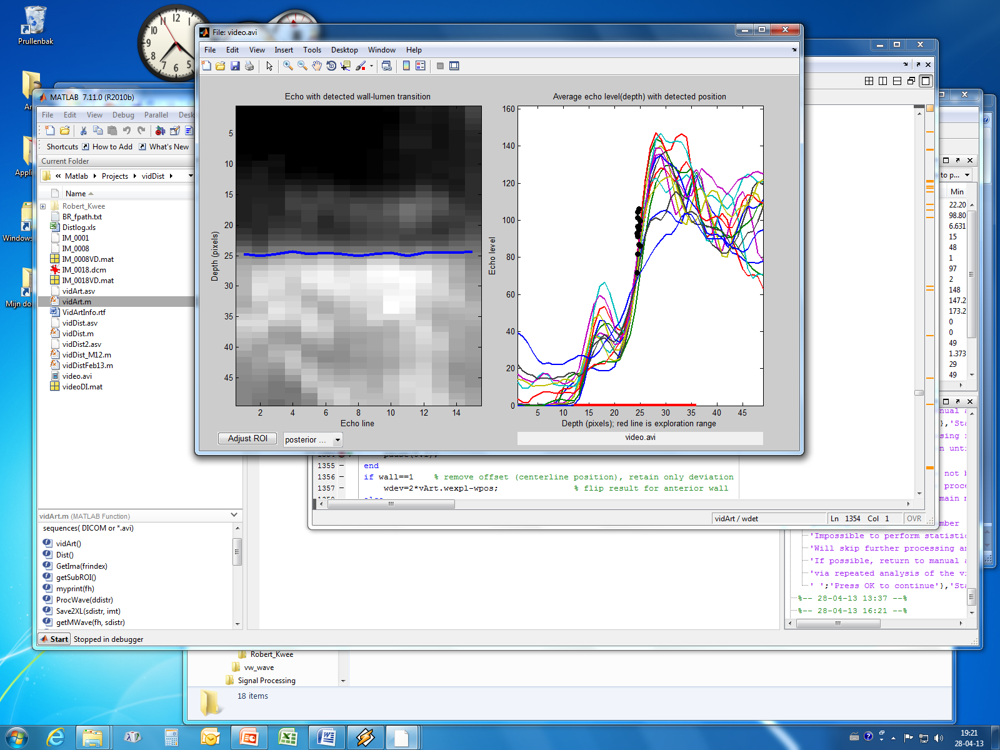 Prullenbak
File: video.avi
File Edit View Insert Tools Desktop Window Help
MATLAB 7.11.0 (R2010b)
File Edit View Debug Parallel Desk
Shortcuts How to Add What's New
Current Folder
« Matlab Projects vidDist
Name
Robert_Kwee
BR_fpath.txt
Distlog.xls
IM_0001
IM_0008
IM_0008VD.mat
IM_0018.dcm
IM_0018VD.mat
vidArt.asv
vidArt.m
VidArtInfo.rtf
vidDist.asv
vidDist.m
vidDist2.asv
vidDist_M12.m
vidDistFeb13.m
video.avi
videoDI.mat
vidArt.m (MATLAB Function)
sequences( DICOM or *.avi)
vidArt()
Dist()
GetIma(frindex)
getSubROI()
myprint(fh)
ProcWave(ddistr)
Save2XL(sdistr, imt)
getMWave(fh, sdistr)
Start Stopped in debugger
Ar
Appli
Windows
Mijn do
Echo with detected wall-lumen transition
5
10
15
20
25
30
35
40
45
Depth (pixels)
2 4 6 8 10 12 14
Echo line
Adjust ROI posterior ...
Average echo level(depth) with detected position
160
140
120
100
80
60
40
20
0
Echo level
5 10 15 20 25 30 35 40 45
Depth (pixels); red line is exploration range
video.avi
1355 end
1356 if wall==1 % remove offset (centerline position), retain only deviation
1357 wdev=2*vArt.wexpl-wpos; % flip result for anterior wall
vidArt / wdet Ln 1354 Col 1 OVR
to p...
Min
22.20
98.80
6.631
15
48
1
97
2
148
147.2
173.2
0
0
49
1.373
29
49
nual a
},'Sta
sing r
n unti
not b
proce
main m
mber
'Impossible to perform statistic
'Will skip further processing an
'If possible, return to manual a
'via repeated analysis of the vi
' ';'Press OK to continue'},'Sta
%-- 28-04-13 13:37 --%
%-- 28-04-13 16:21 --%
Robert_Kwee
vw_wave
Signal Processing
18 items
19:21
28-04-13